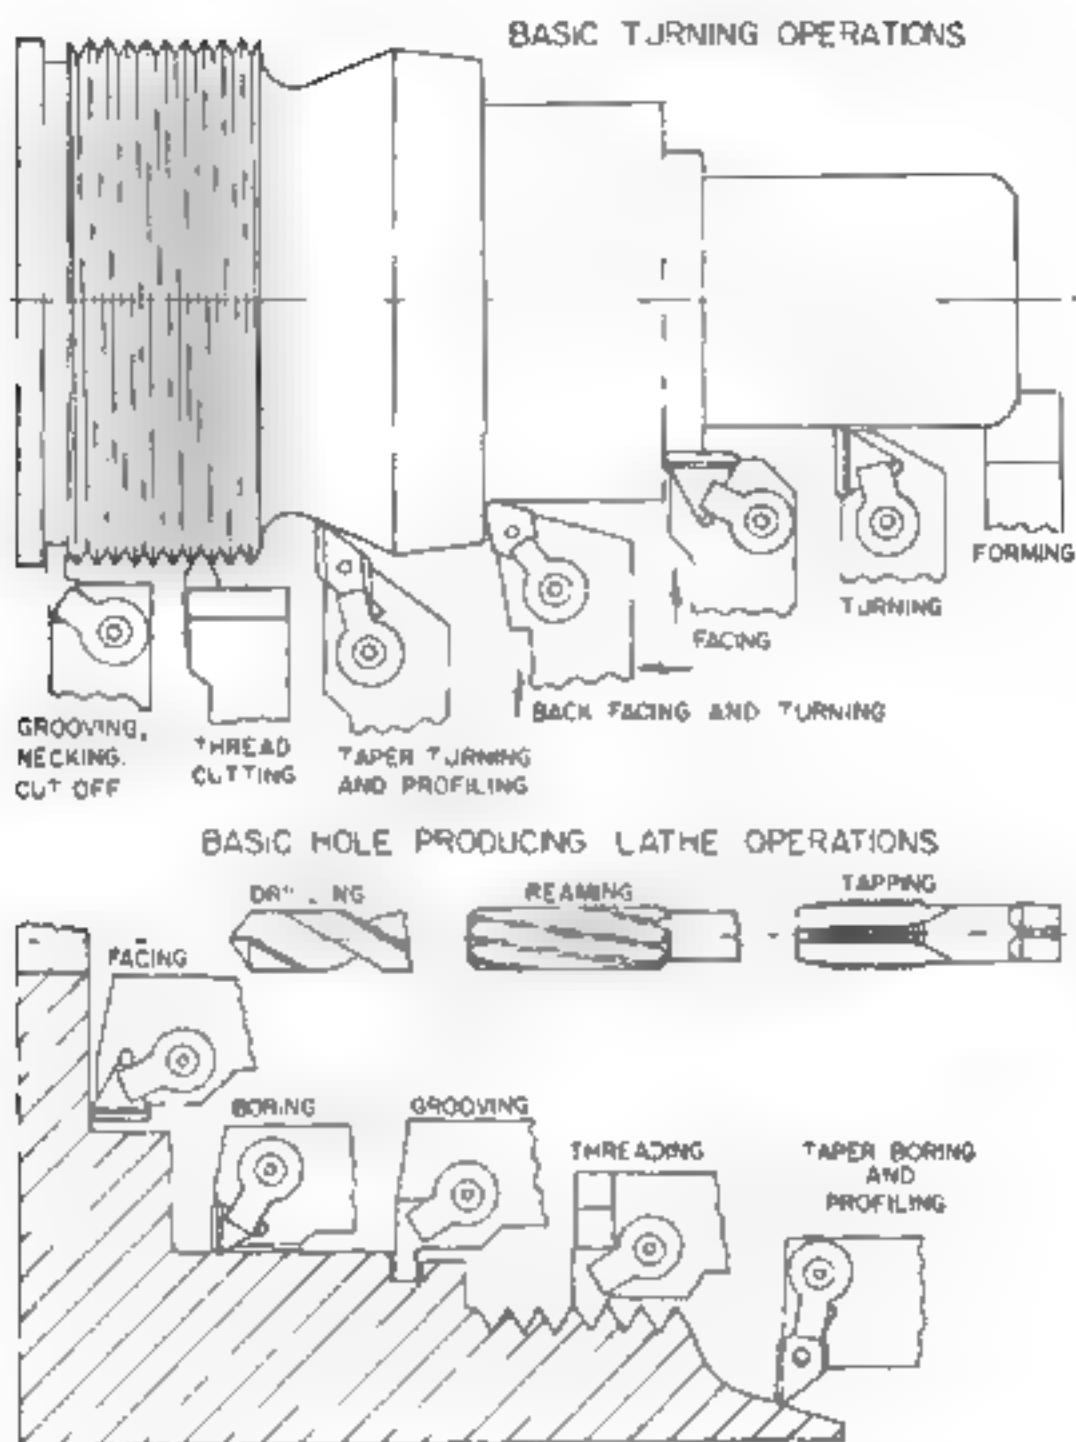 BASIC TURNING OPERATIONS
FORMING
TURNING
FACING
BACK FACING AND TURNING
GROOVING,
NECKING,
CUT OFF
THREAD
CUTTING
TAPER TURNING
AND PROFILING
BASIC HOLE PRODUCING LATHE OPERATIONS
DRILLING
REAMING
TAPPING
FACING
BORING
GROOVING
THREADING
TAPER BORING
AND
PROFILING